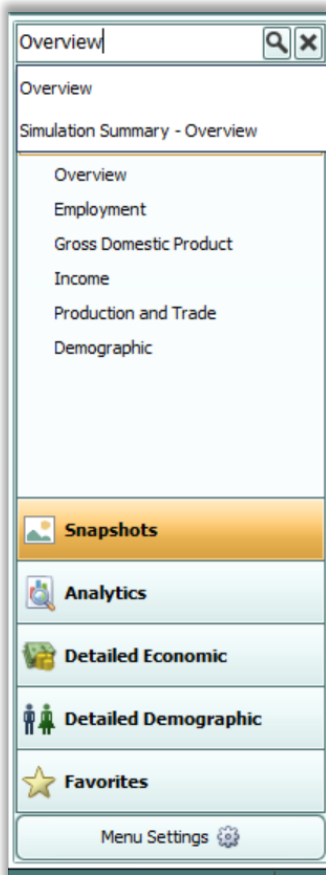 Overview
Overview
Simulation Summary - Overview
Overview
Employment
Gross Domestic Product
Income
Production and Trade
Demographic
Snapshots
Analytics
Detailed Economic
Detailed Demographic
Favorites
Menu Settings